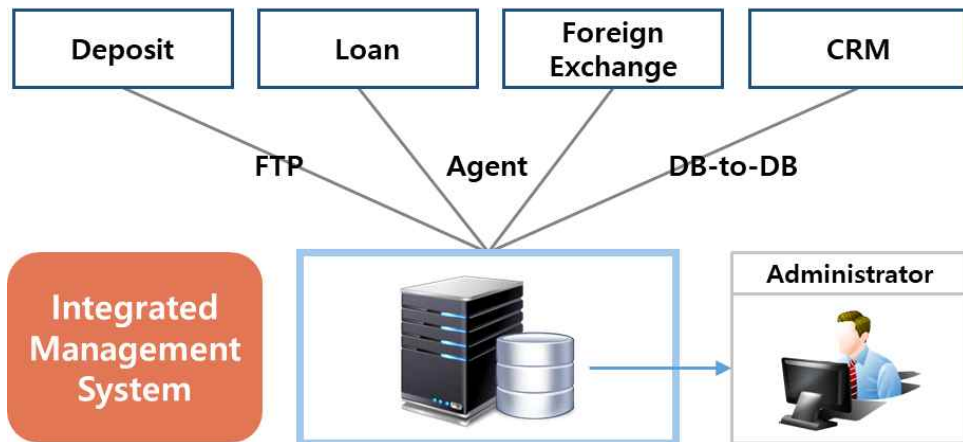 Deposit
Loan
Foreign
Exchange
CRM
FTP
Agent
DB-to-DB
Integrated
Management
System
Administrator